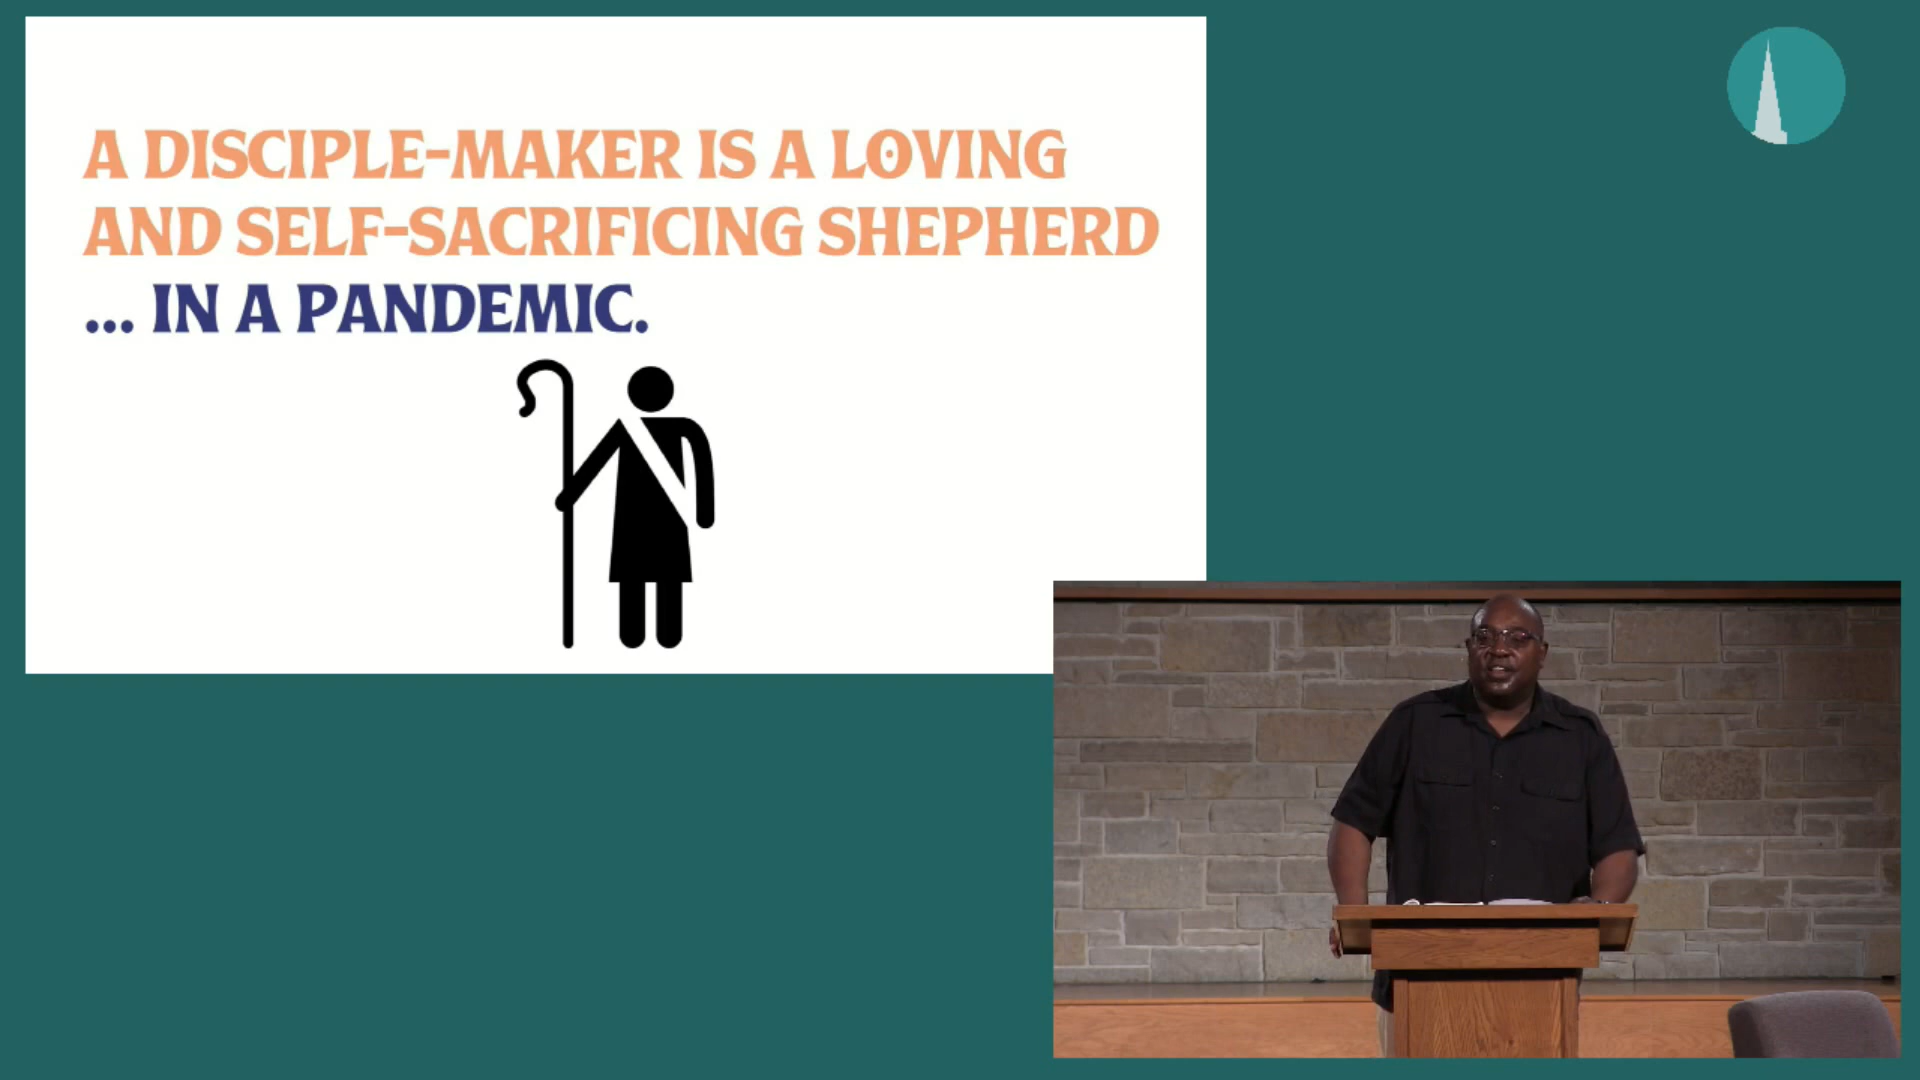 A DISCIPLE-MAKER IS A LOVING
AND SELF-SACRIFICING SHEPHERD
... IN A PANDEMIC.